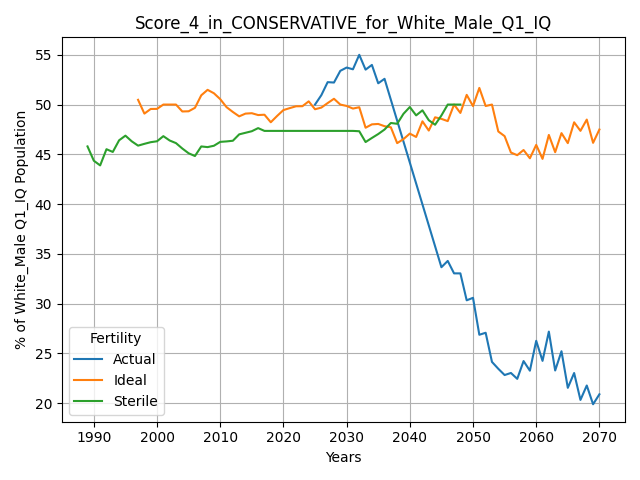 Score_4_in_CONSERVATIVE_for_White_Male_Q1_IQ
% of White_Male Q1_IQ Population
55
50
45
40
35
30
25
20
Fertility
Actual
Ideal
Sterile
1990 2000 2010 2020 2030 2040 2050 2060 2070
Years